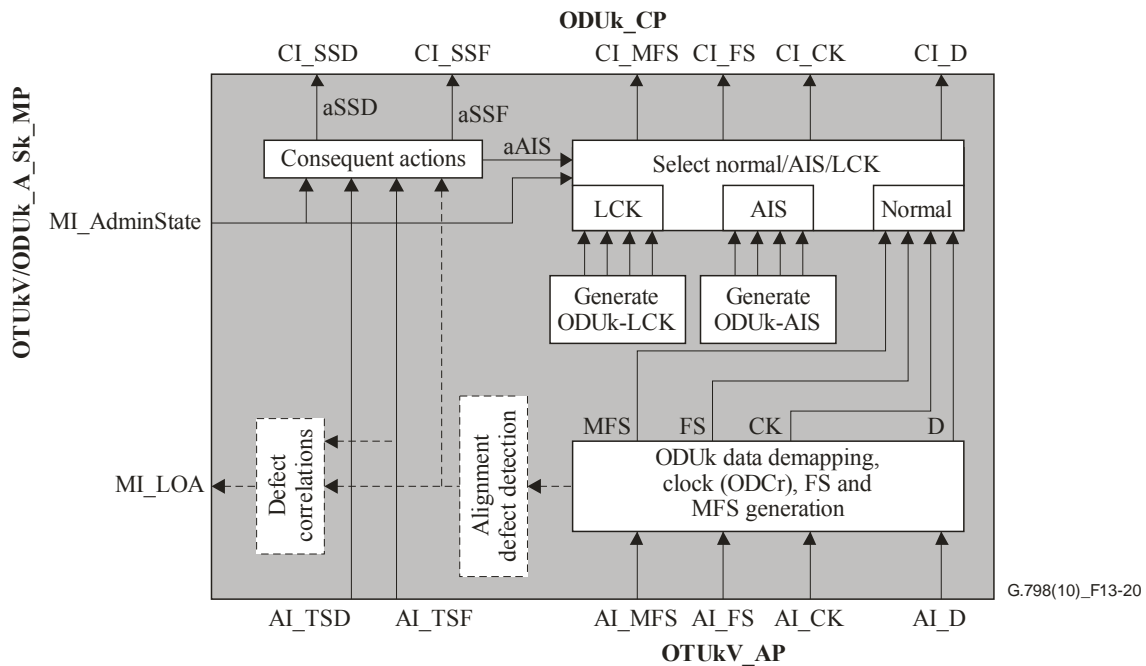 ODUk_CP
CI_SSD
CI_SSF
CI_MFS
CI_FS
CI_CK
CI_D
OTUkV/ODUk_A_Sk_MP
aSSD
aSSF
Consequent actions
aAIS
Select normal/AIS/LCK
LCK
AIS
Normal
MI_AdminState
Generate
ODUk-LCK
Generate
ODUk-AIS
MFS
FS
CK
D
ODUk data demapping,
clock (ODCr), FS and
MFS generation
Alignment
defect detection
Defect
correlations
MI_LOA
AI_TSD
AI_TSF
AI_MFS
AI_FS
AI_CK
AI_D
G.798(10)_F13-20
OTUkV_AP